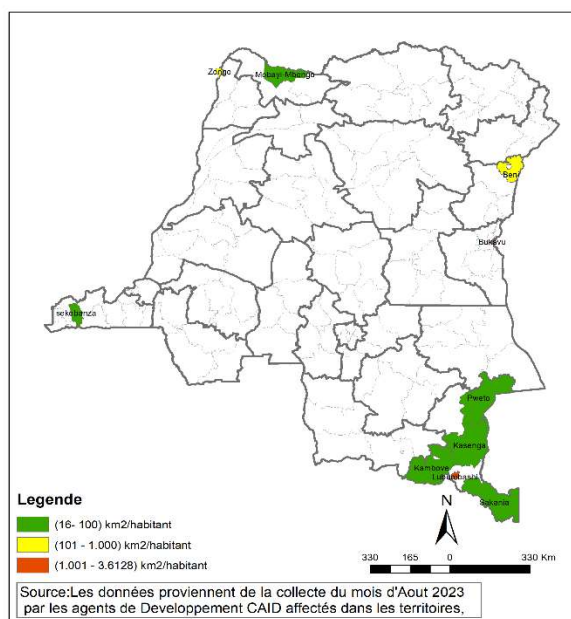 Zongo
Mobayi-Mbongo
Beni
Bukavu
sekebanza
Pweto
Kasenga
Kambove
Lubumbashi
Sakania
Legende
(16- 100) km2/habitant
(101 - 1.000) km2/habitant
(1.001 - 3.6128) km2/habitant
N
330 165 0 330 Km
Source:Les données proviennent de la collecte du mois d'Aout 2023
par les agents de Developpement CAID affectés dans les territoires,